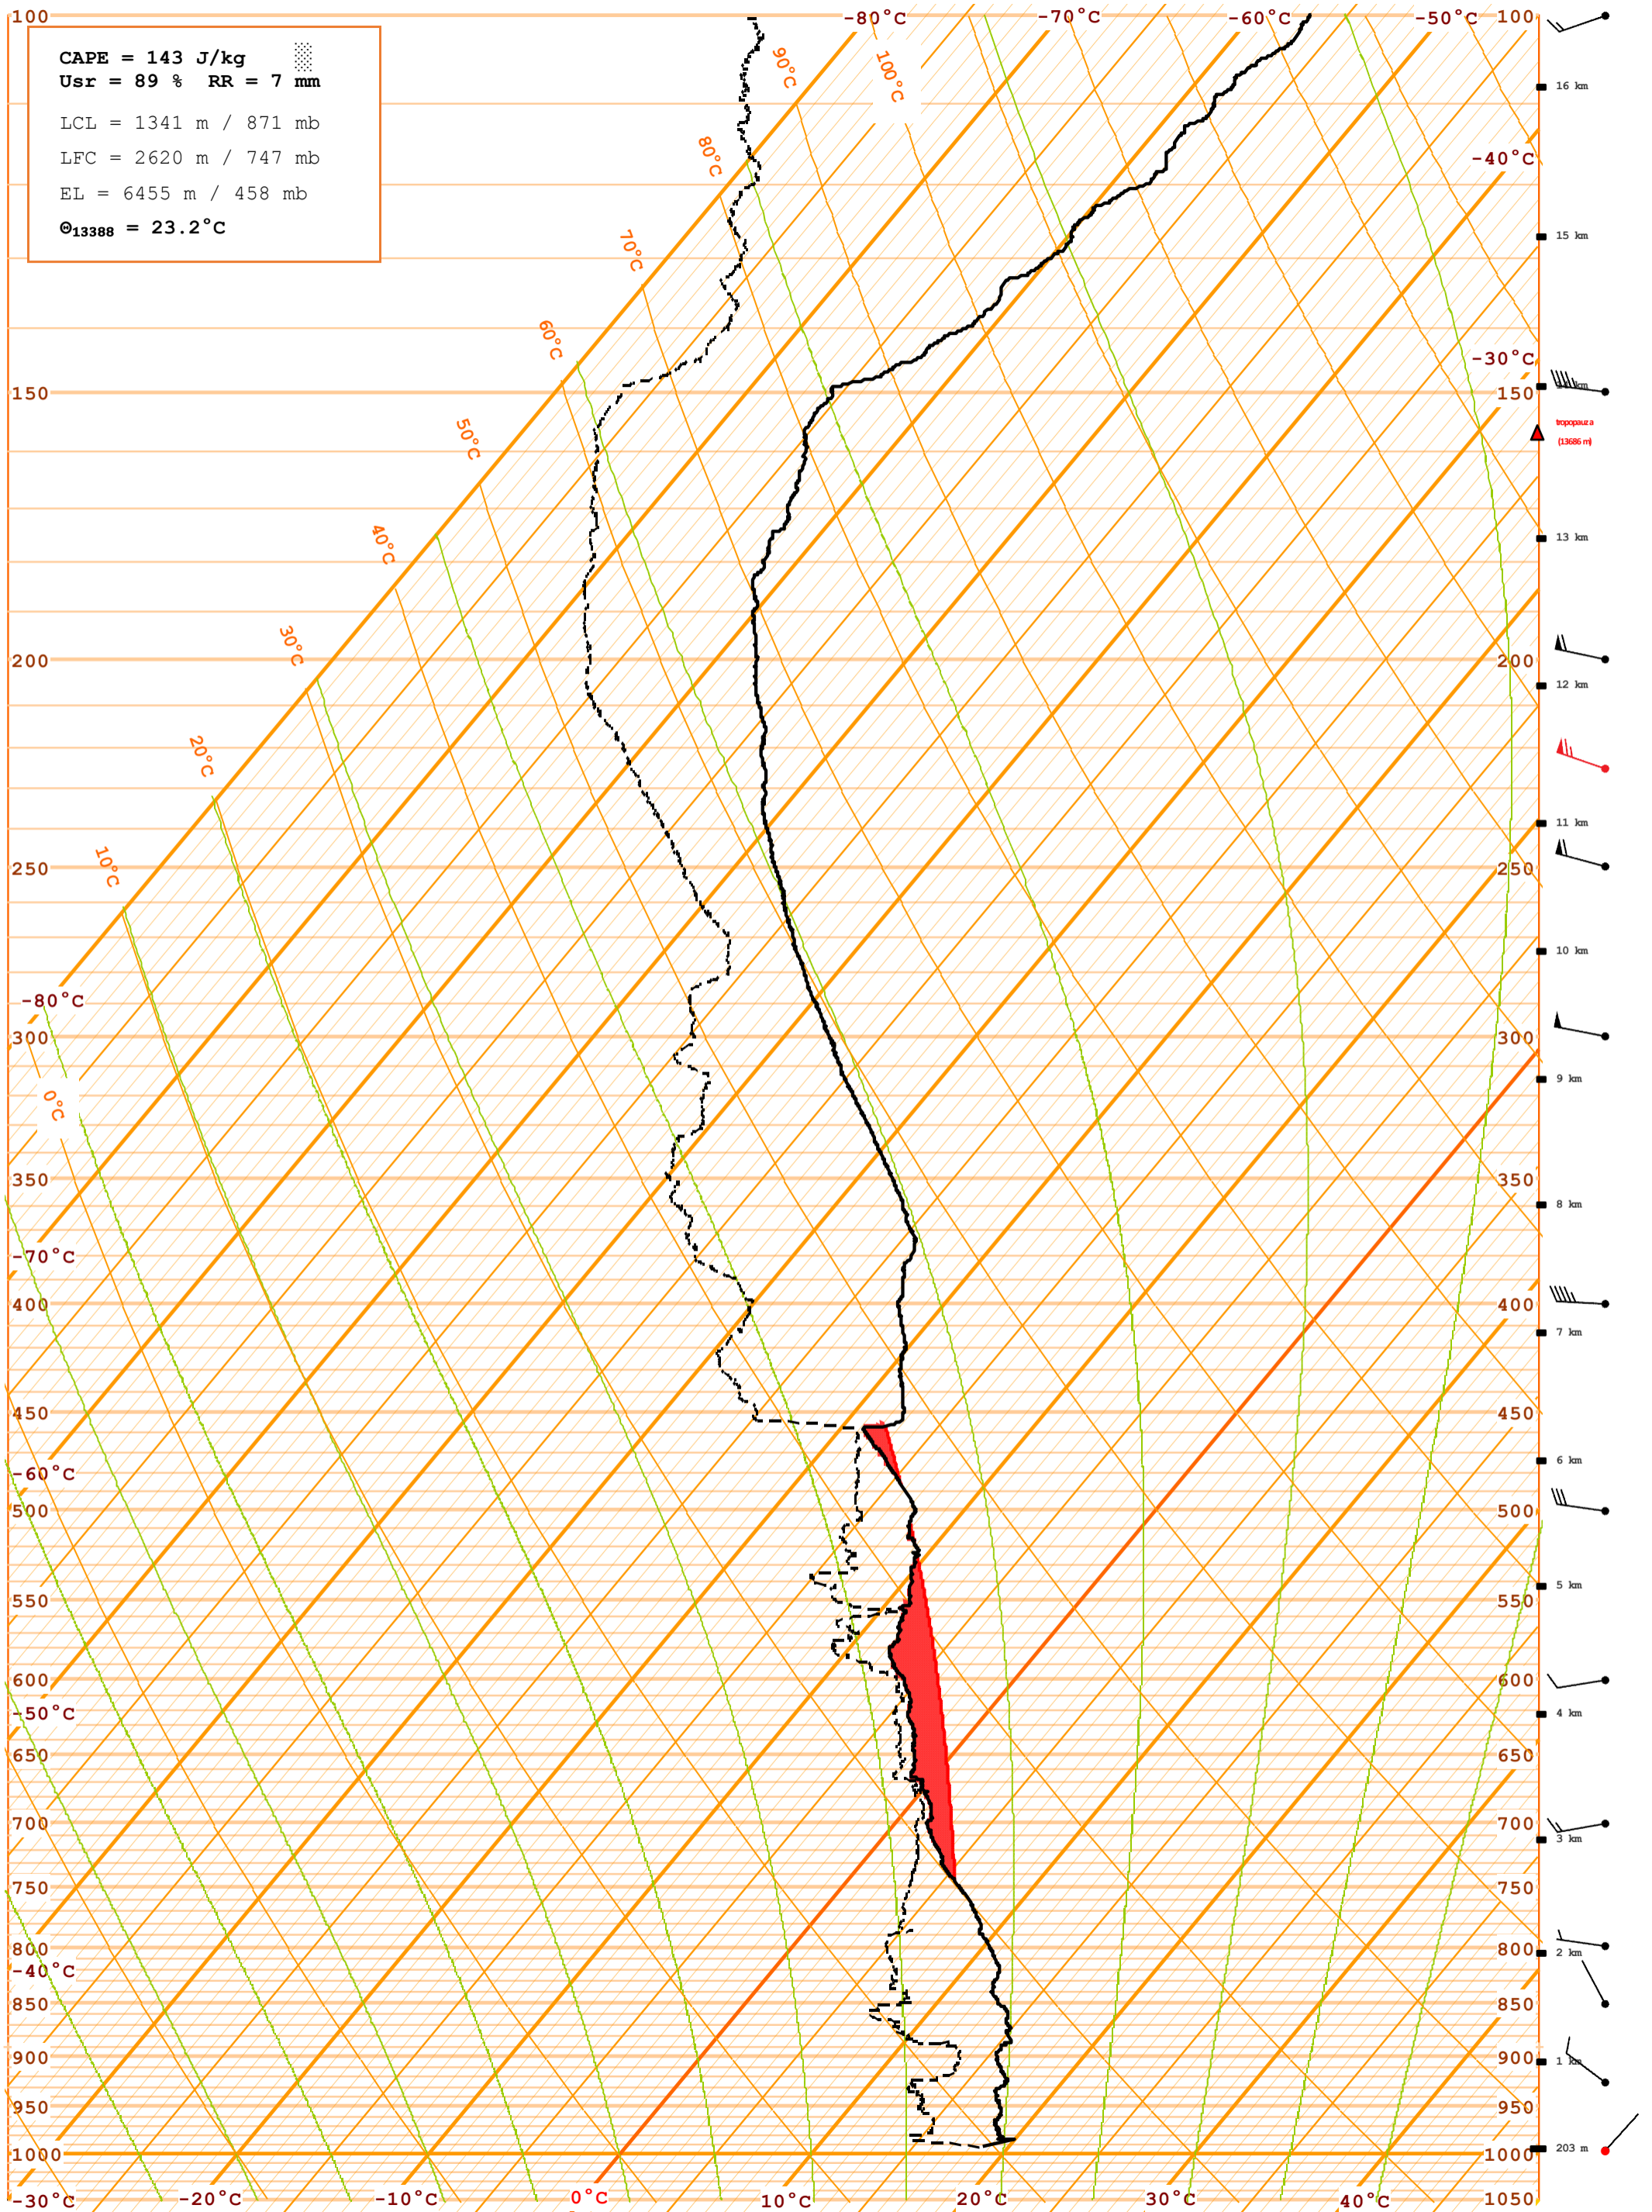 100 -80°C -70°C -60°C -50°C 100
CAPE = 143 J/kg
Usr = 89 % RR = 7 mm
LCL = 1341 m / 871 mb
LFC = 2620 m / 747 mb
EL = 6455 m / 458 mb
Θ13388 = 23.2°C
90°C 100°C
16 km
80°C -40°C
70°C 15 km
60°C -30°C
150 150
50°C tropopauza
(13686 m)
40°C 13 km
30°C
200 200
12 km
20°C
11 km
10°C 250 250
10 km
-80°C
300 300
9 km
0°C
350 350
8 km
-70°C
400 400
7 km
450 450
6 km
-60°C
500 500
5 km
550 550
600 600
-50°C 4 km
650 650
700 700
3 km
750 750
800 800
2 km
-40°C
850 850
900 900
1 km
950 950
1000 1000 203 m
-30°C -20°C -10°C 0°C 10°C 20°C 30°C 40°C 1050